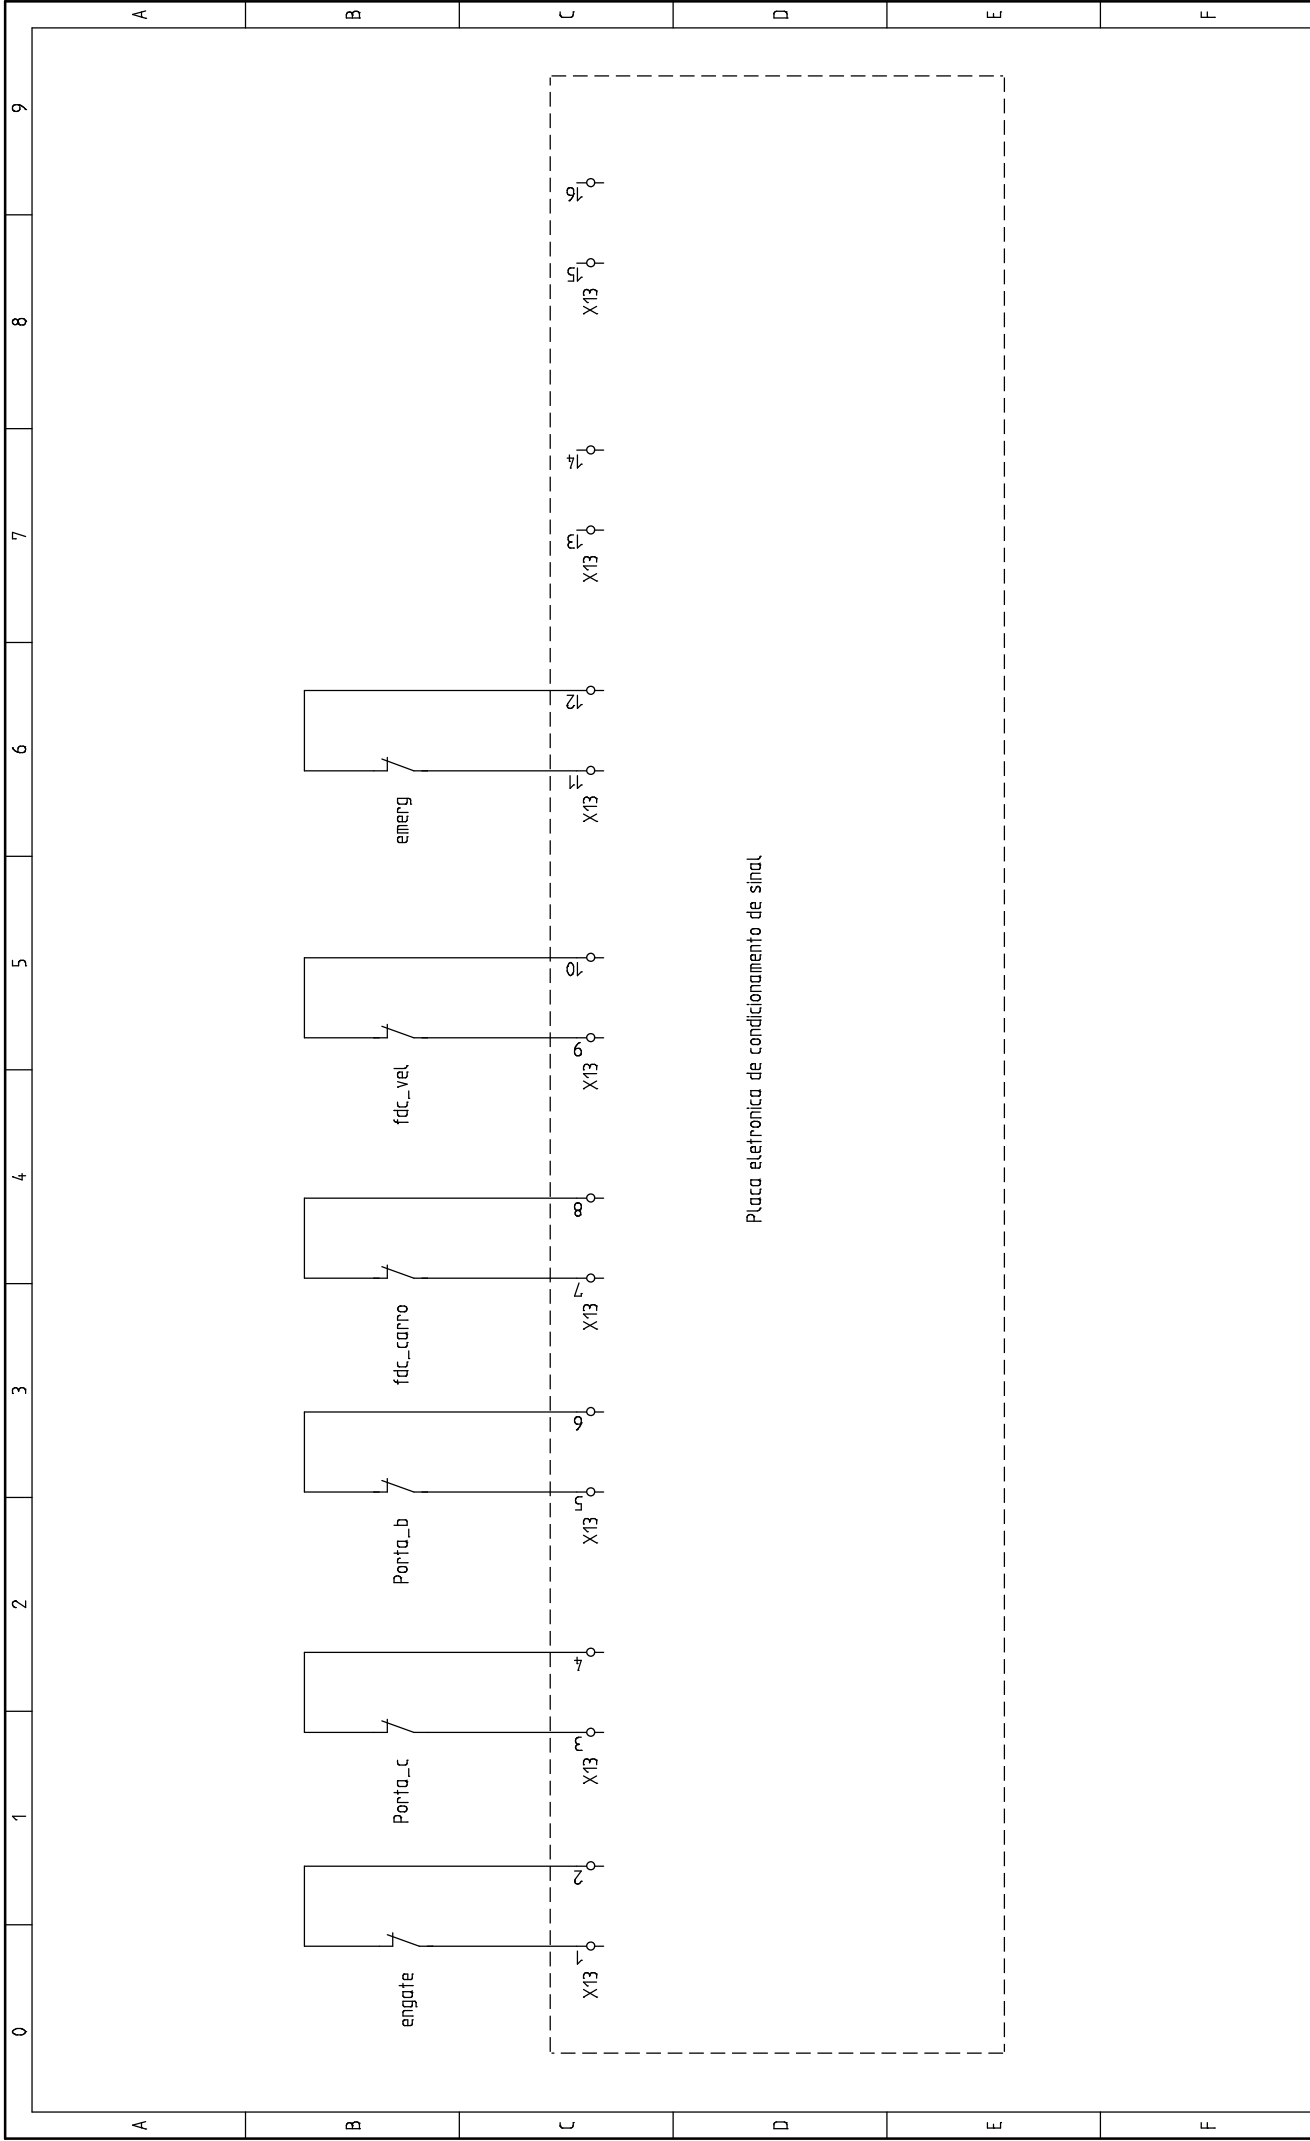 0 1 2 3 4 5 6 7 8 9
A A
B B
engate Porta_c Porta_b fdc_carro fdc_vel emerg
C C
1 2 3 4 5 6 7 8 9 10 11 12 13 14 15 16
X13 X13 X13 X13 X13 X13 X13 X13
D D
Placa eletronica de condicionamento de sinal
E E
F F